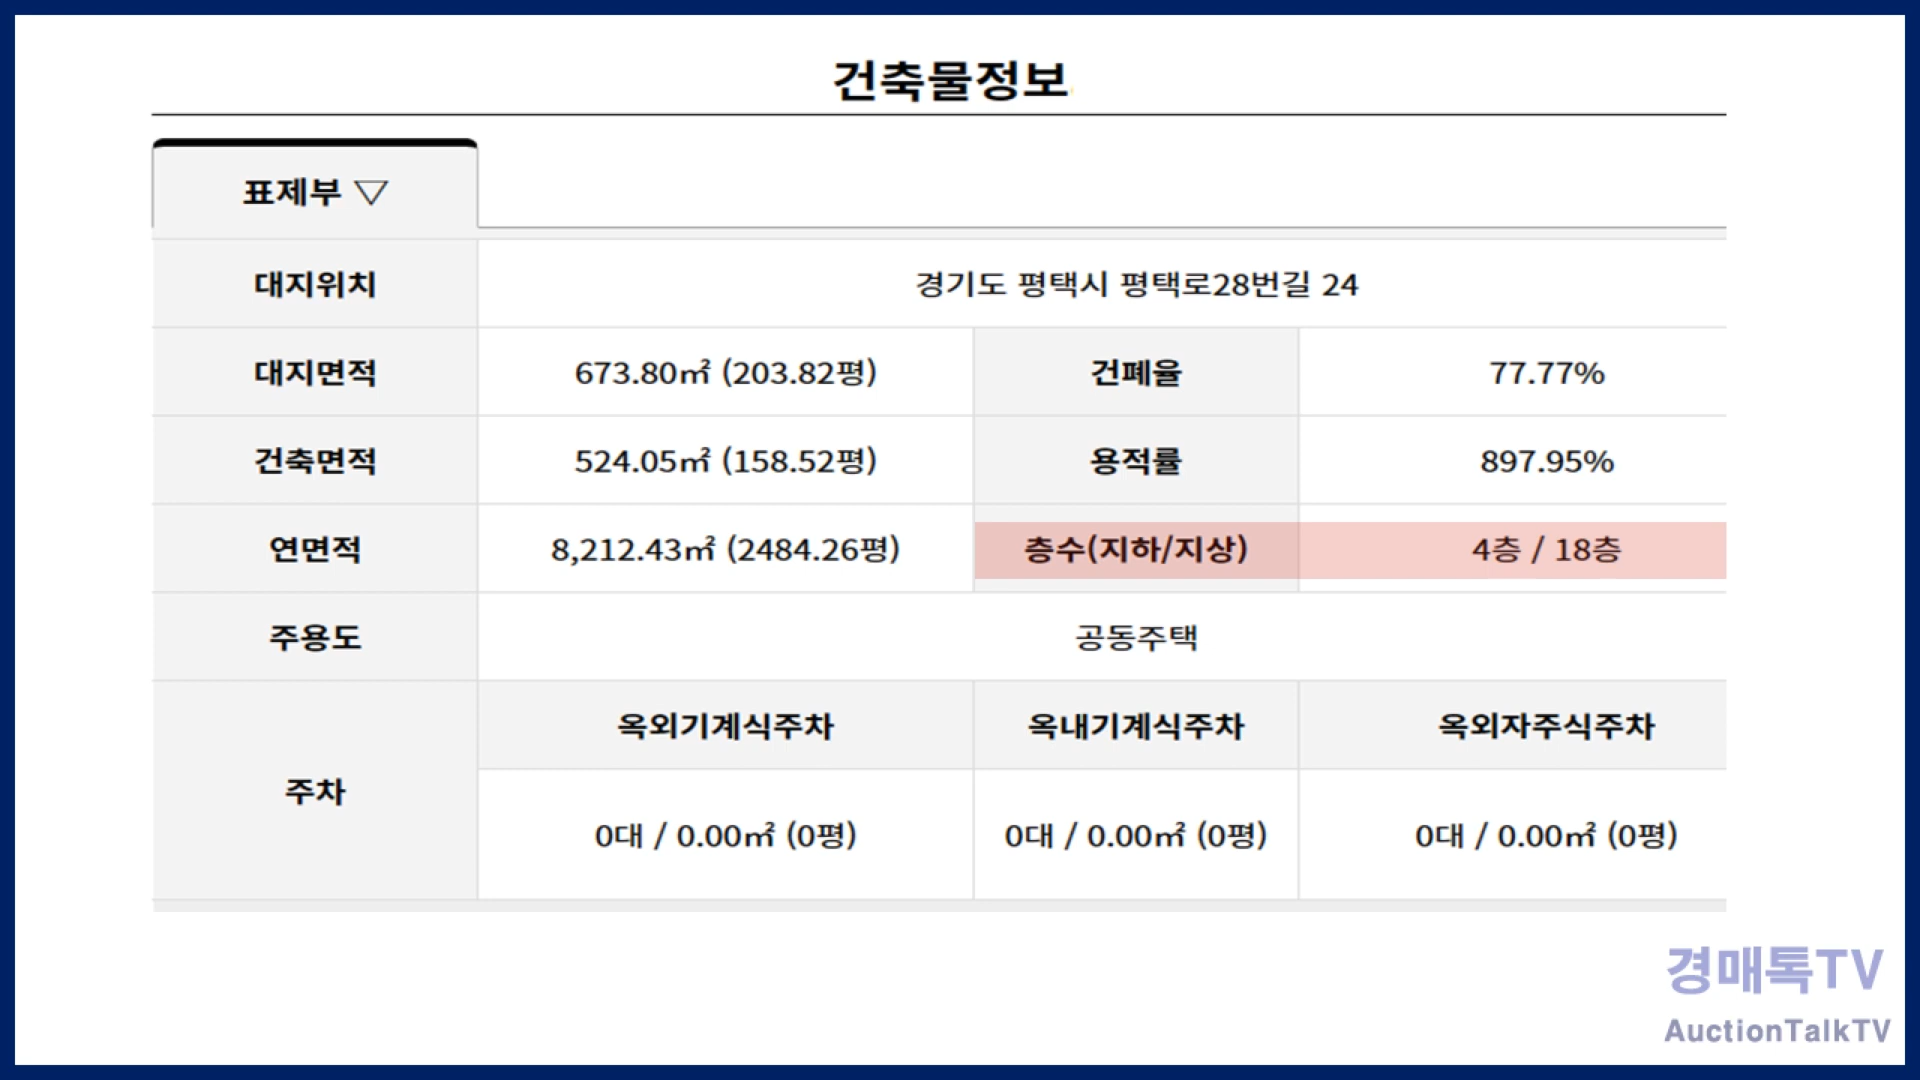 건축물정보
표제부 ▽
대지위치 경기도 평택시 평택로28번길 24
대지면적 673.80㎡ (203.82평) 건폐율 77.77%
건축면적 524.05㎡ (158.52평) 용적률 897.95%
연면적 8,212.43㎡ (2484.26평) 층수(지하/지상) 4층 / 18층
주용도 공동주택
옥외기계식주차 옥내기계식주차 옥외자주식주차
주차
0대 / 0.00㎡ (0평) 0대 / 0.00㎡ (0평) 0대 / 0.00㎡ (0평)
경매톡TV
AuctionTalkTV